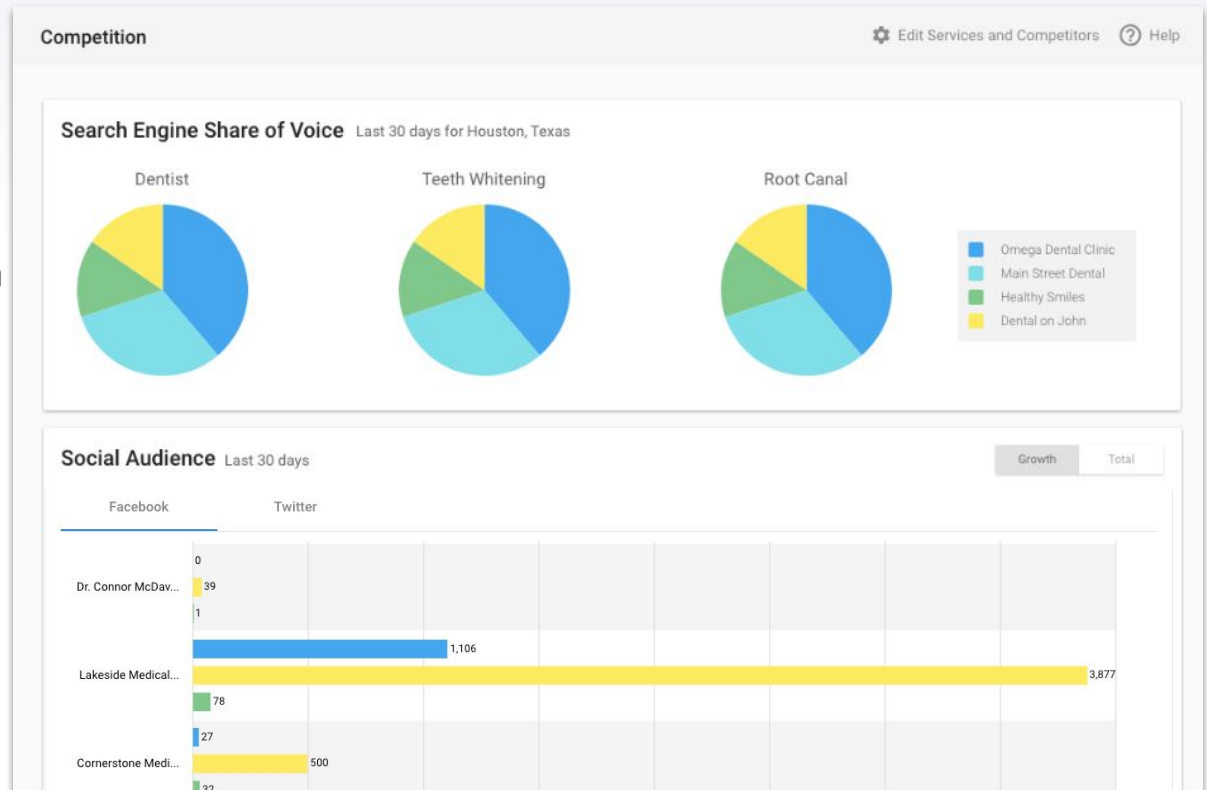 Competition
Edit Services and Competitors
Help
Search Engine Share of Voice Last 30 days for Houston, Texas
Dentist
Teeth Whitening
Root Canal
Omega Dental Clinic
Main Street Dental
Healthy Smiles
Dental on John
Social Audience Last 30 days
Growth
Total
Facebook
Twitter
0
Dr. Connor McDav...
39
1
1,106
Lakeside Medical...
3,877
78
27
Cornerstone Medi...
500
32